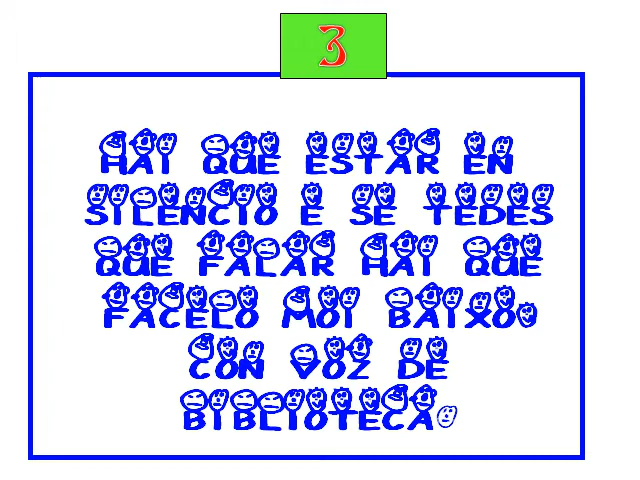 3
HAI QUE ESTAR EN
SILENCIO E SE TEDES
QUE FALAR HAI QUE
FACELO MOI BAIXO
CON VOZ DE
BIBLIOTECA